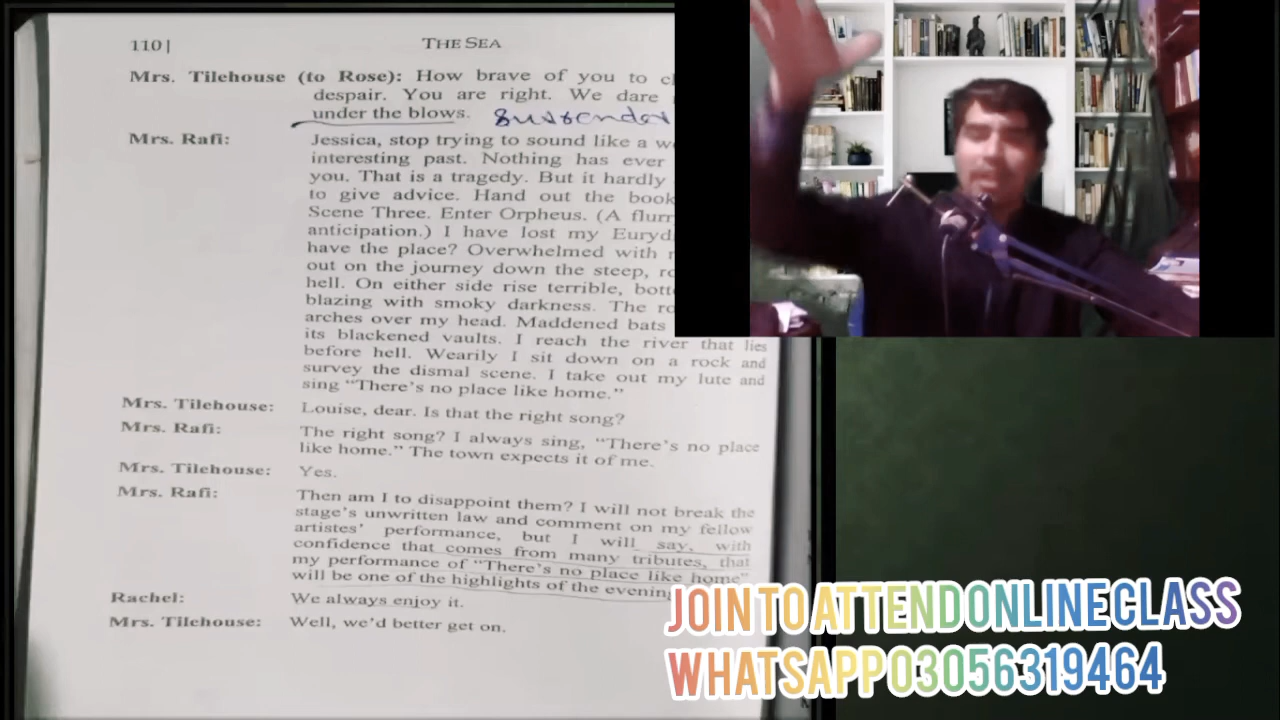 110|
THE SEA
Mrs. Tilehouse (to Rose): How brave of you to
despair. You are right. We dare
under the blows. Surrender
Mrs. Rafi: Jessica, stop trying to sound like a
interesting past. Nothing has ever
you. That is a tragedy. But it hardly
to give advice. Hand out the
Scene Three. Enter Orpheus. (A
anticipation.) I have lost my
have the place? Overwhelmed with
out on the journey down the steep,
hell. On either side rise terrible,
blazing with smoky darkness. The
arches over my head. Maddened bats
its blackened vaults. I reach the river that lies
before hell. Wearily I sit down on a rock and
survey the dismal scene. I take out my lute and
sing “There's no place like home.”
Mrs. Tilehouse: Louise, dear. Is that the right song?
Mrs. Rafi: The right song? I always sing, “There's no place
like home.” The town expects it of me.
Mrs. Tilehouse: Yes.
Mrs. Rafi: Then am I to disappoint them? I will not break the
stage's unwritten law and comment on my fellow
artistes' performance, but I will say, with
confidence that comes from many tributes, that
my performance of “There's no place like home”
will be one of the highlights of the evening
Rachel: We always enjoy it.
Mrs. Tilehouse: Well, we'd better get on.
JOIN TO ATTEND ONLINE CLASS
WHATSAPP 03056319464